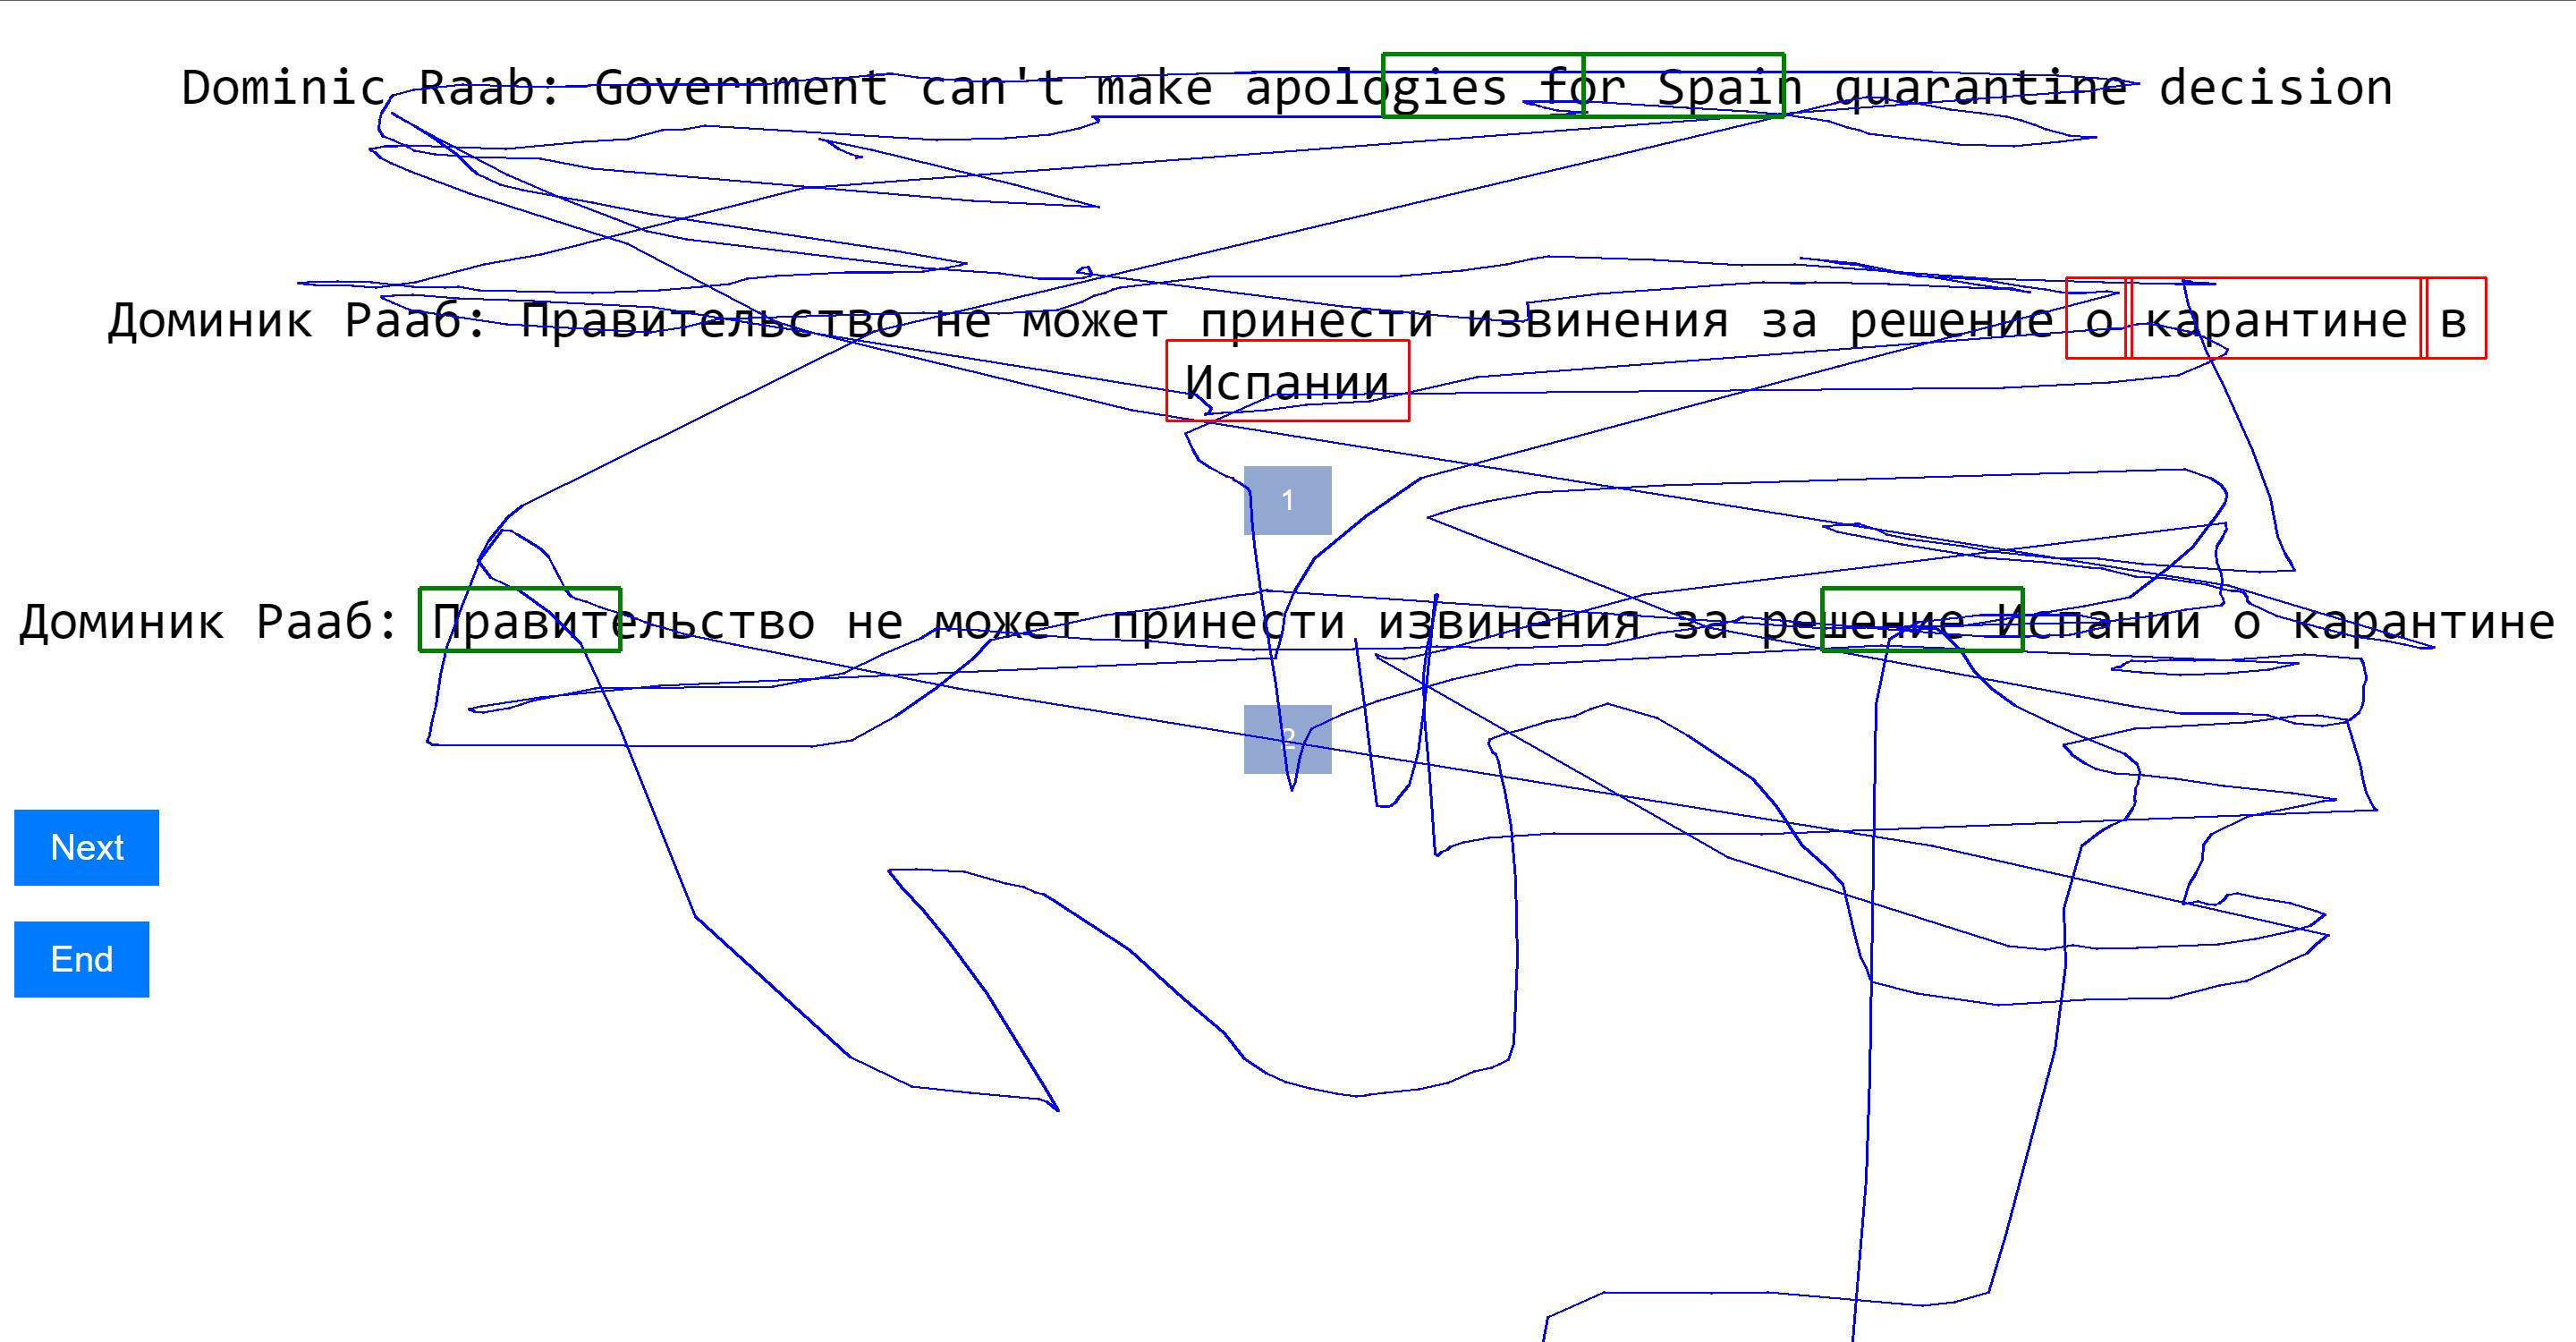 Dominic Raab: Government can't make apologies for Spain quarantine decision
Доминик Рааб: Правительство не может принести извинения за решение о карантине в
Испании
1
Доминик Рааб: Правительство не может принести извинения за решение Испании о карантине
2
Next
End